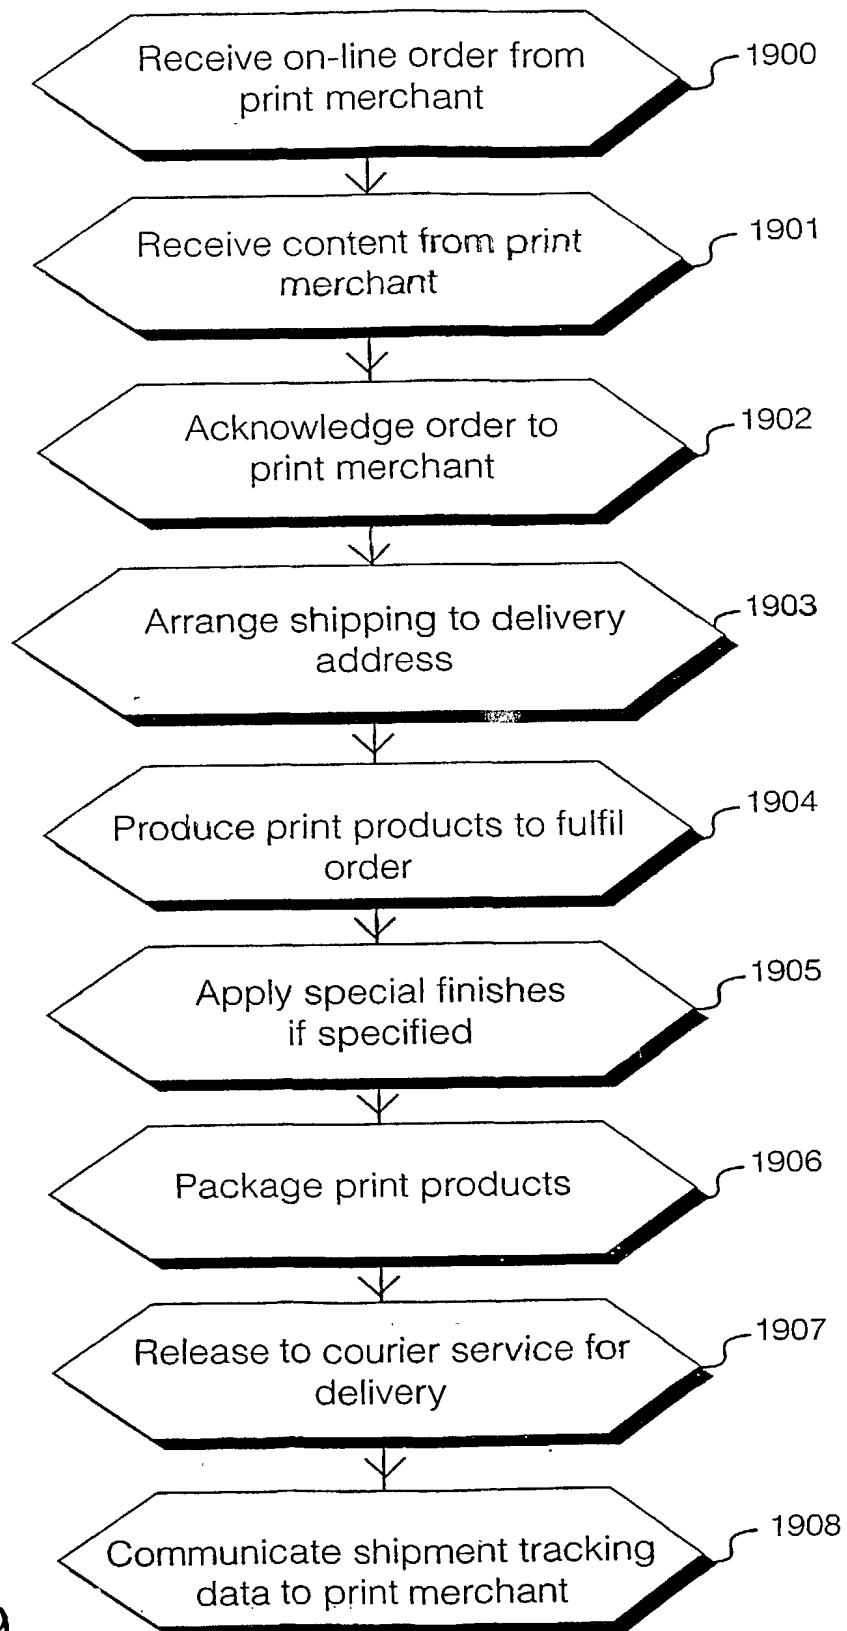 Receive on-line order from
print merchant
1900
Receive content from print
merchant
1901
Acknowledge order to
print merchant
1902
Arrange shipping to delivery
address
1903
Produce print products to fulfil
order
1904
Apply special finishes
if specified
1905
Package print products
1906
Release to courier service for
delivery
1907
Communicate shipment tracking
data to print merchant
1908